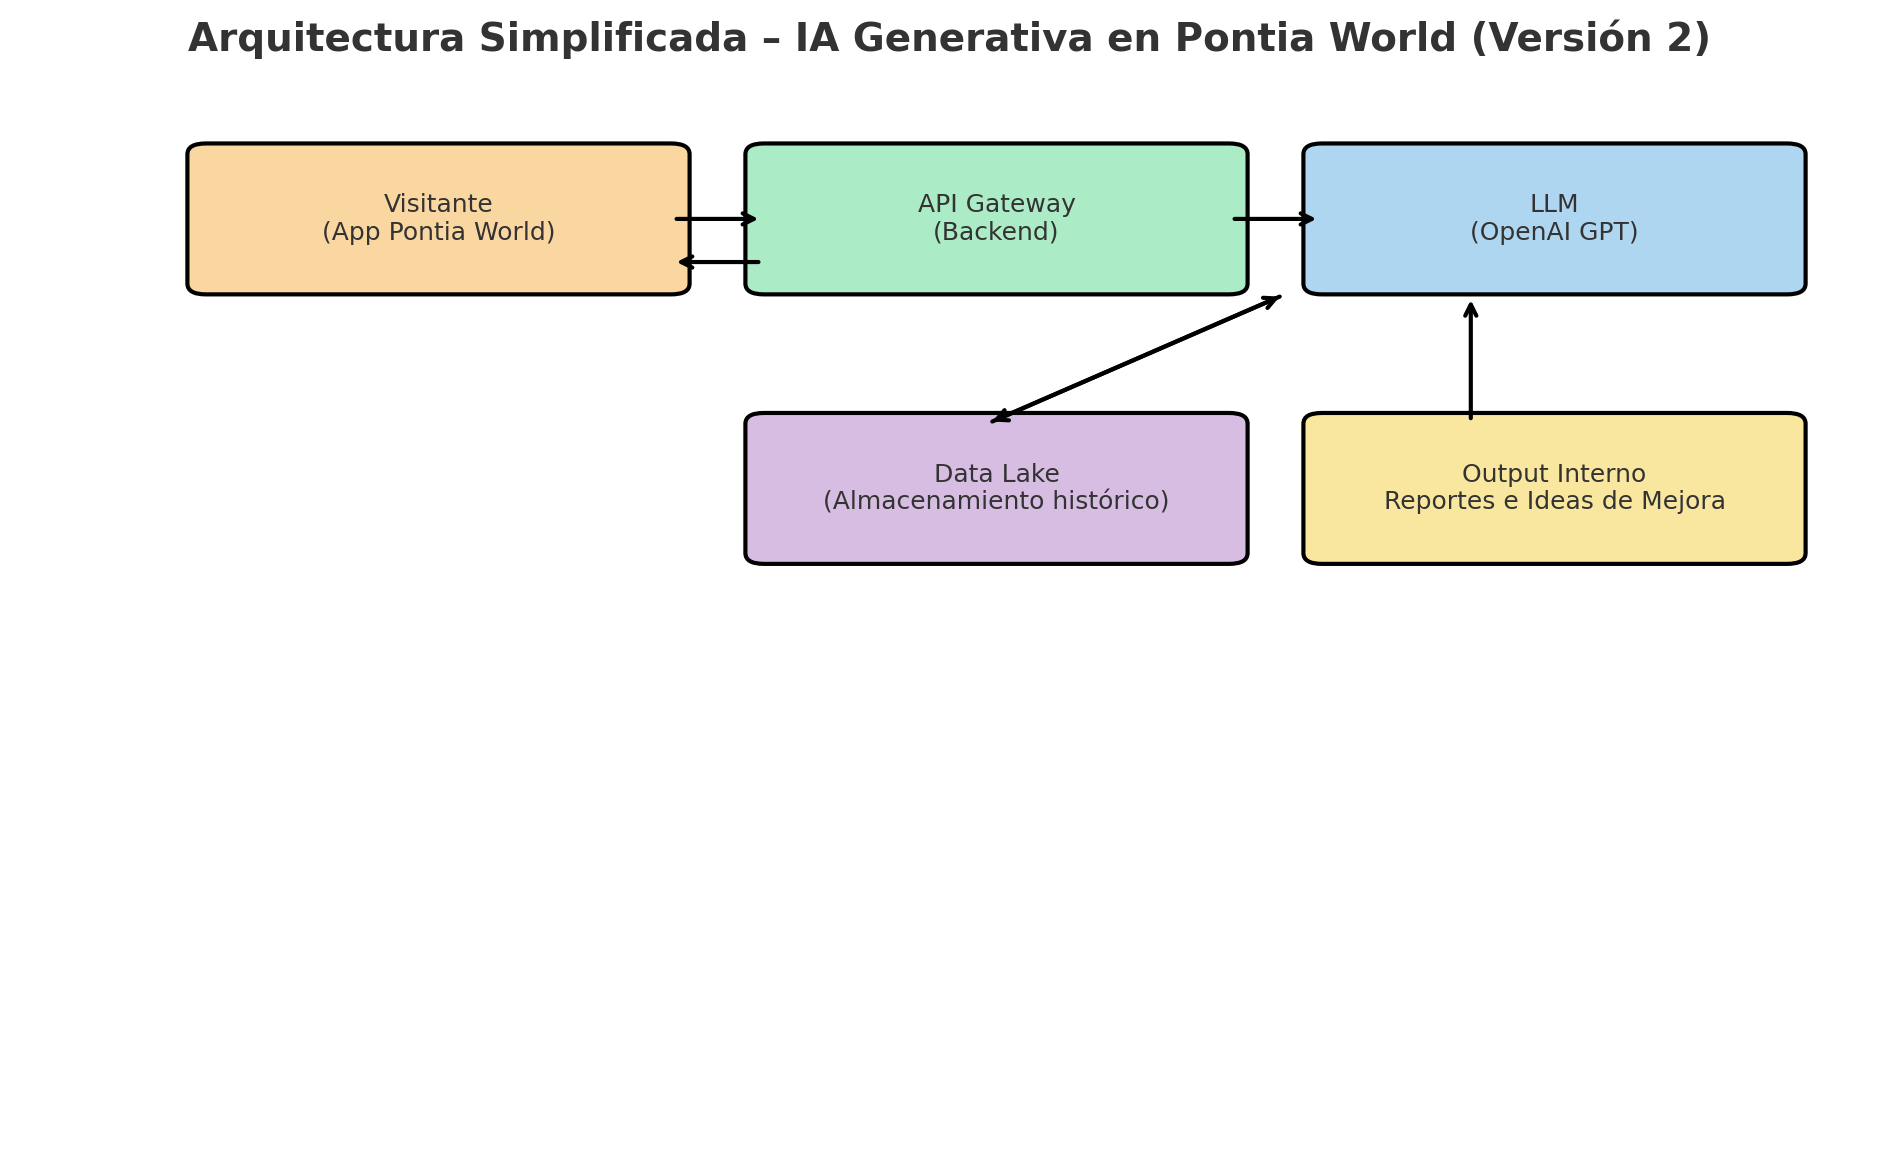 Arquitectura Simplificada – IA Generativa en Pontia World (Versión 2)
Visitante
(App Pontia World)
API Gateway
(Backend)
LLM
(OpenAI GPT)
Data Lake
(Almacenamiento histórico)
Output Interno
Reportes e Ideas de Mejora